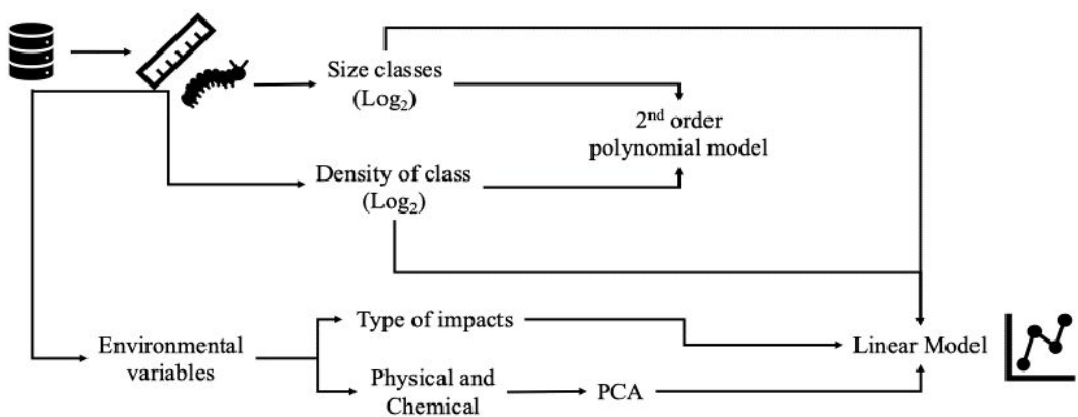 Size classes
(Log₂)
2ⁿᵈ order
polynomial model
Density of class
(Log₂)
Type of impacts
Environmental
variables
Linear Model
Physical and
Chemical
PCA